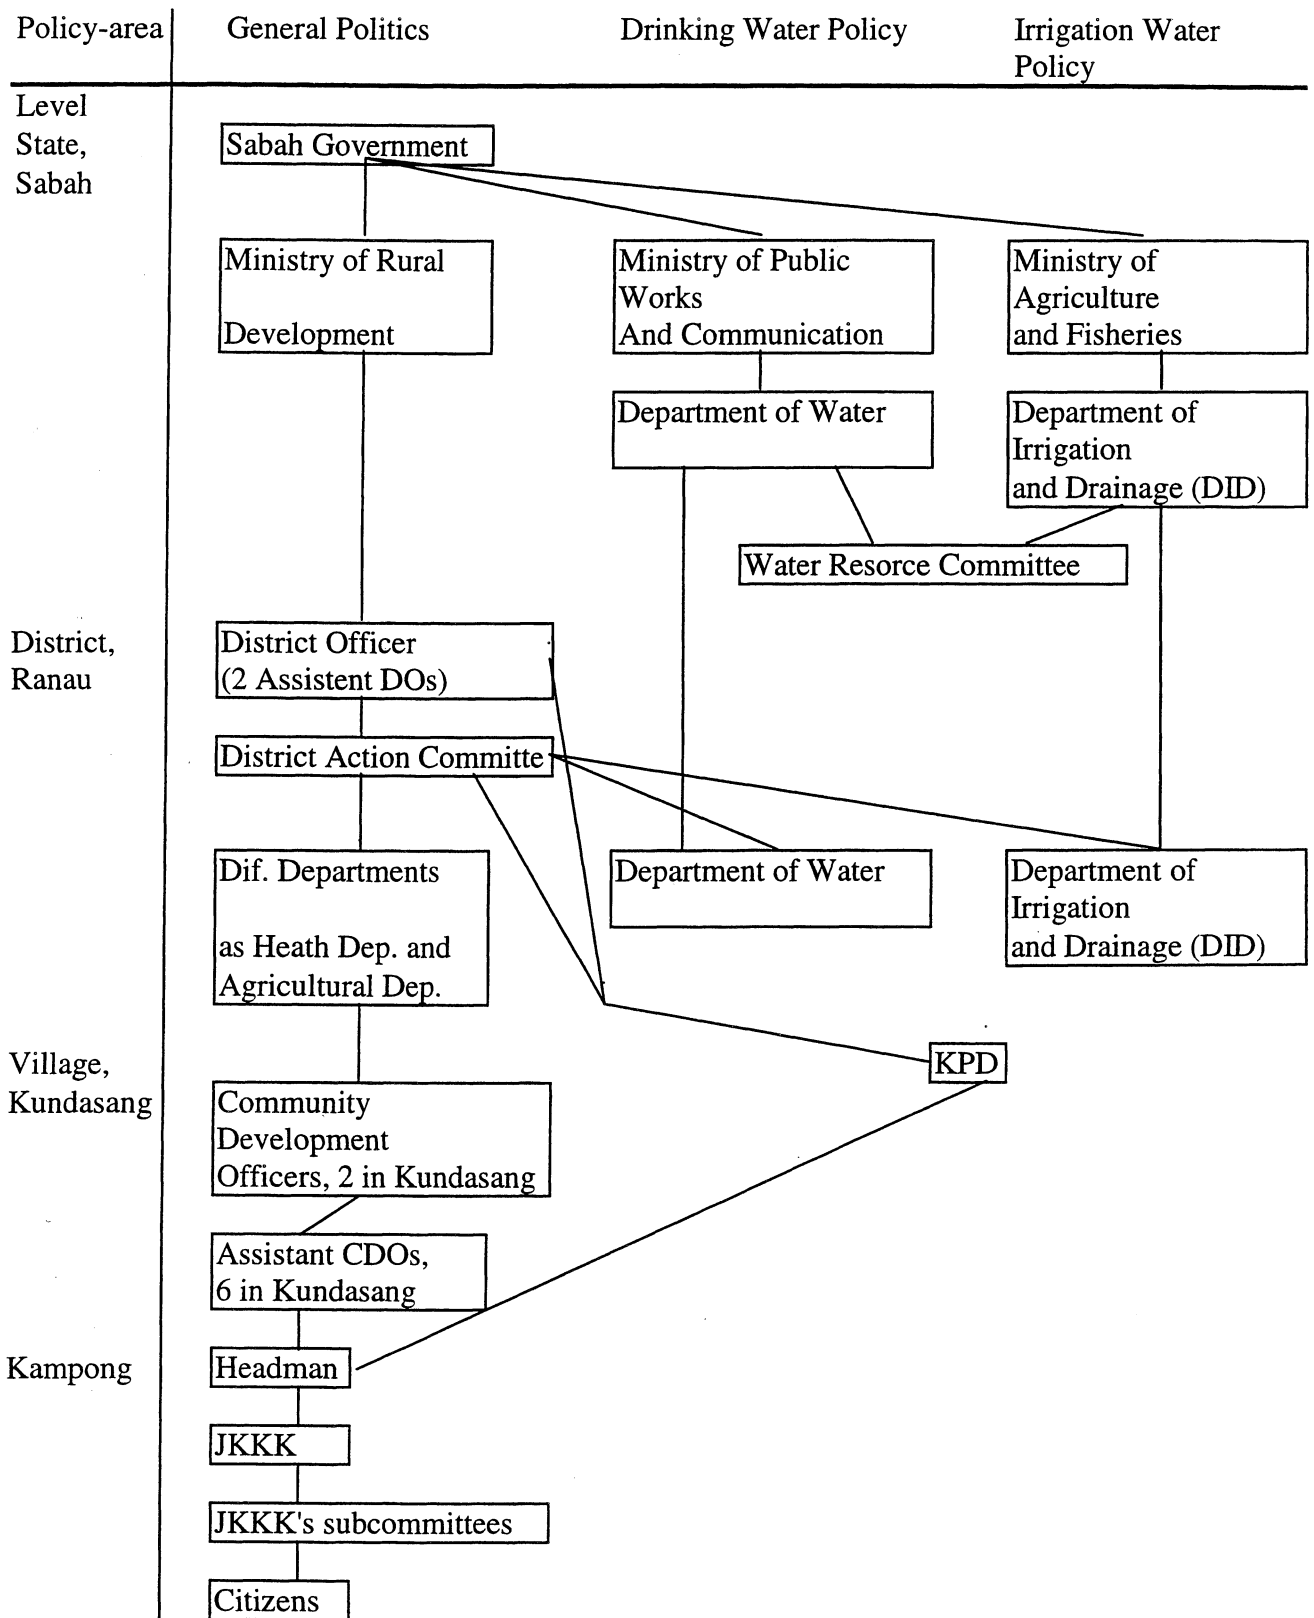 Policy-area
General Politics
Drinking Water Policy
Irrigation Water
Policy
Level
State,
Sabah
Sabah Government
Ministry of Rural
Development
Ministry of Public
Works
And Communication
Ministry of
Agriculture
and Fisheries
Department of Water
Department of
Irrigation
and Drainage (DID)
Water Resorce Committee
District,
Ranau
District Officer
(2 Assistent DOs)
District Action Committe
Dif. Departments
as Heath Dep. and
Agricultural Dep.
Department of Water
Department of
Irrigation
and Drainage (DID)
Village,
Kundasang
KPD
Community
Development
Officers, 2 in Kundasang
Assistant CDOs,
6 in Kundasang
Kampong
Headman
JKKK
JKKK's subcommittees
Citizens